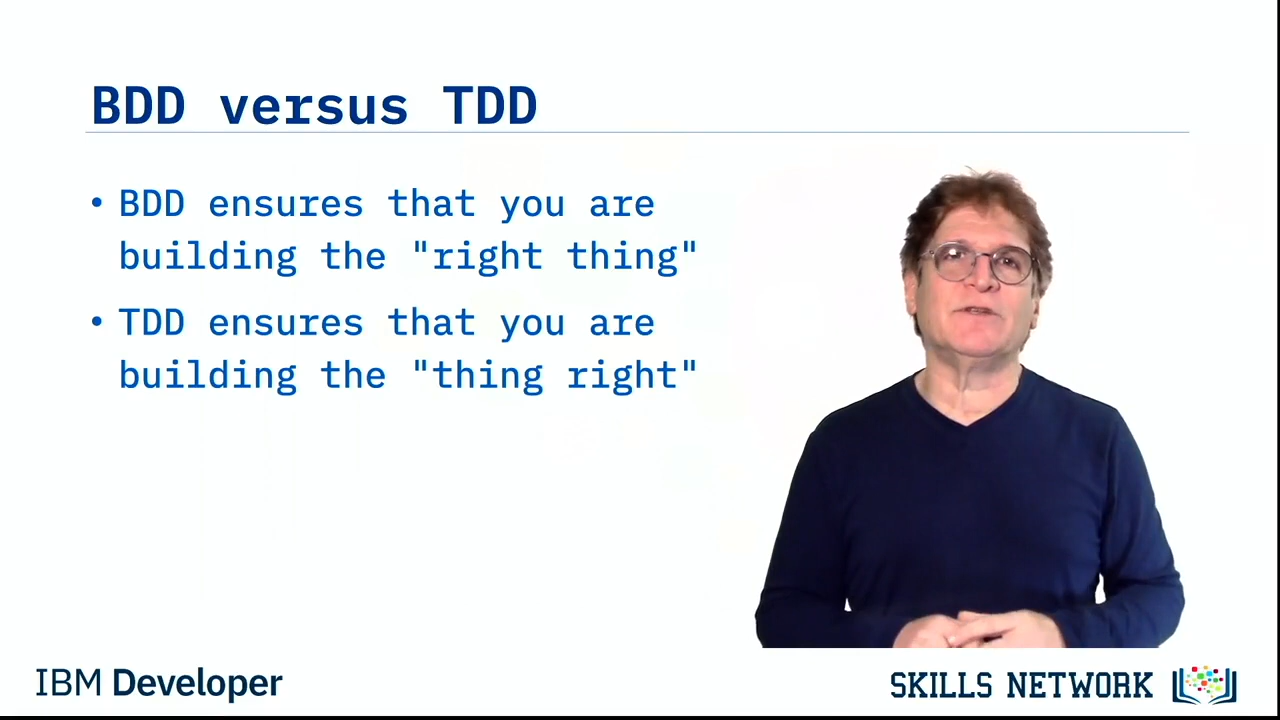 BDD versus TDD
• BDD ensures that you are
building the "right thing"
• TDD ensures that you are
building the "thing right"
IBM Developer
SKILLS NETWORK